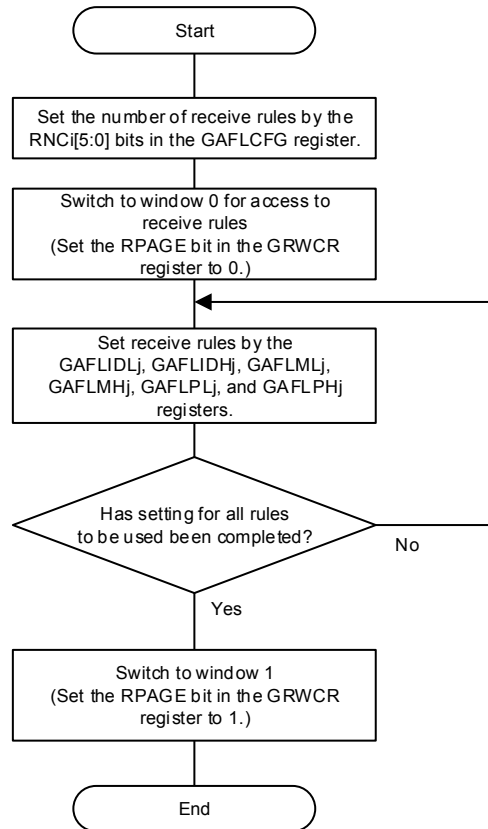 Start
Set the number of receive rules by the
RNCi[5:0] bits in the GAFLCFG register.
Switch to window 0 for access to
receive rules
(Set the RPAGE bit in the GRWCR
register to 0.)
Set receive rules by the
GAFLIDLj, GAFLIDHj, GAFLMLj,
GAFLMHj, GAFLPLj, and GAFLPHj
registers.
Has setting for all rules
to be used been completed?
No
Yes
Switch to window 1
(Set the RPAGE bit in the GRWCR
register to 1.)
End